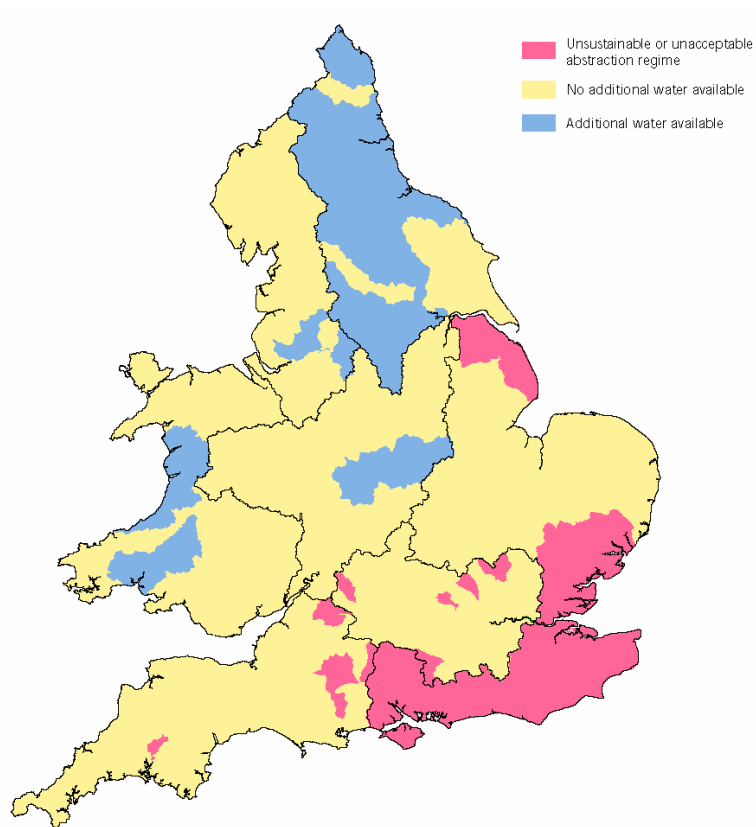 Unsustainable or unacceptable
abstraction regime
No additional water available
Additional water available